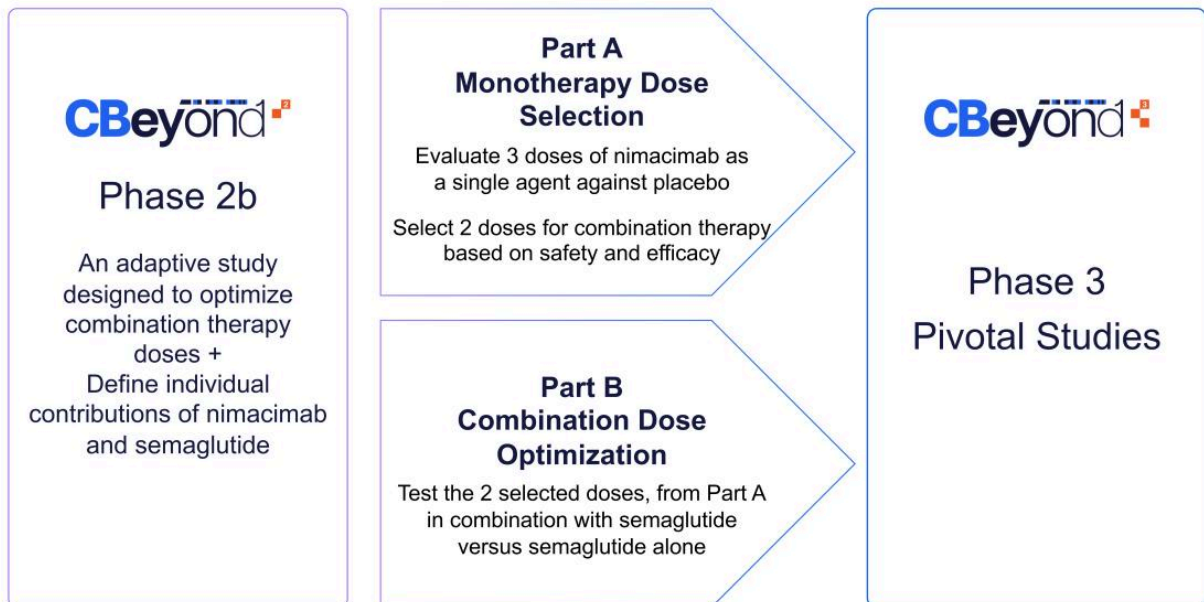 CBeyond 2
Phase 2b
An adaptive study
designed to optimize
combination therapy
doses +
Define individual
contributions of nimacimab
and semaglutide
Part A
Monotherapy Dose
Selection
Evaluate 3 doses of nimacimab as
a single agent against placebo
Select 2 doses for combination therapy
based on safety and efficacy
Part B
Combination Dose
Optimization
Test the 2 selected doses, from Part A
in combination with semaglutide
versus semaglutide alone
CBeyond 3
Phase 3
Pivotal Studies